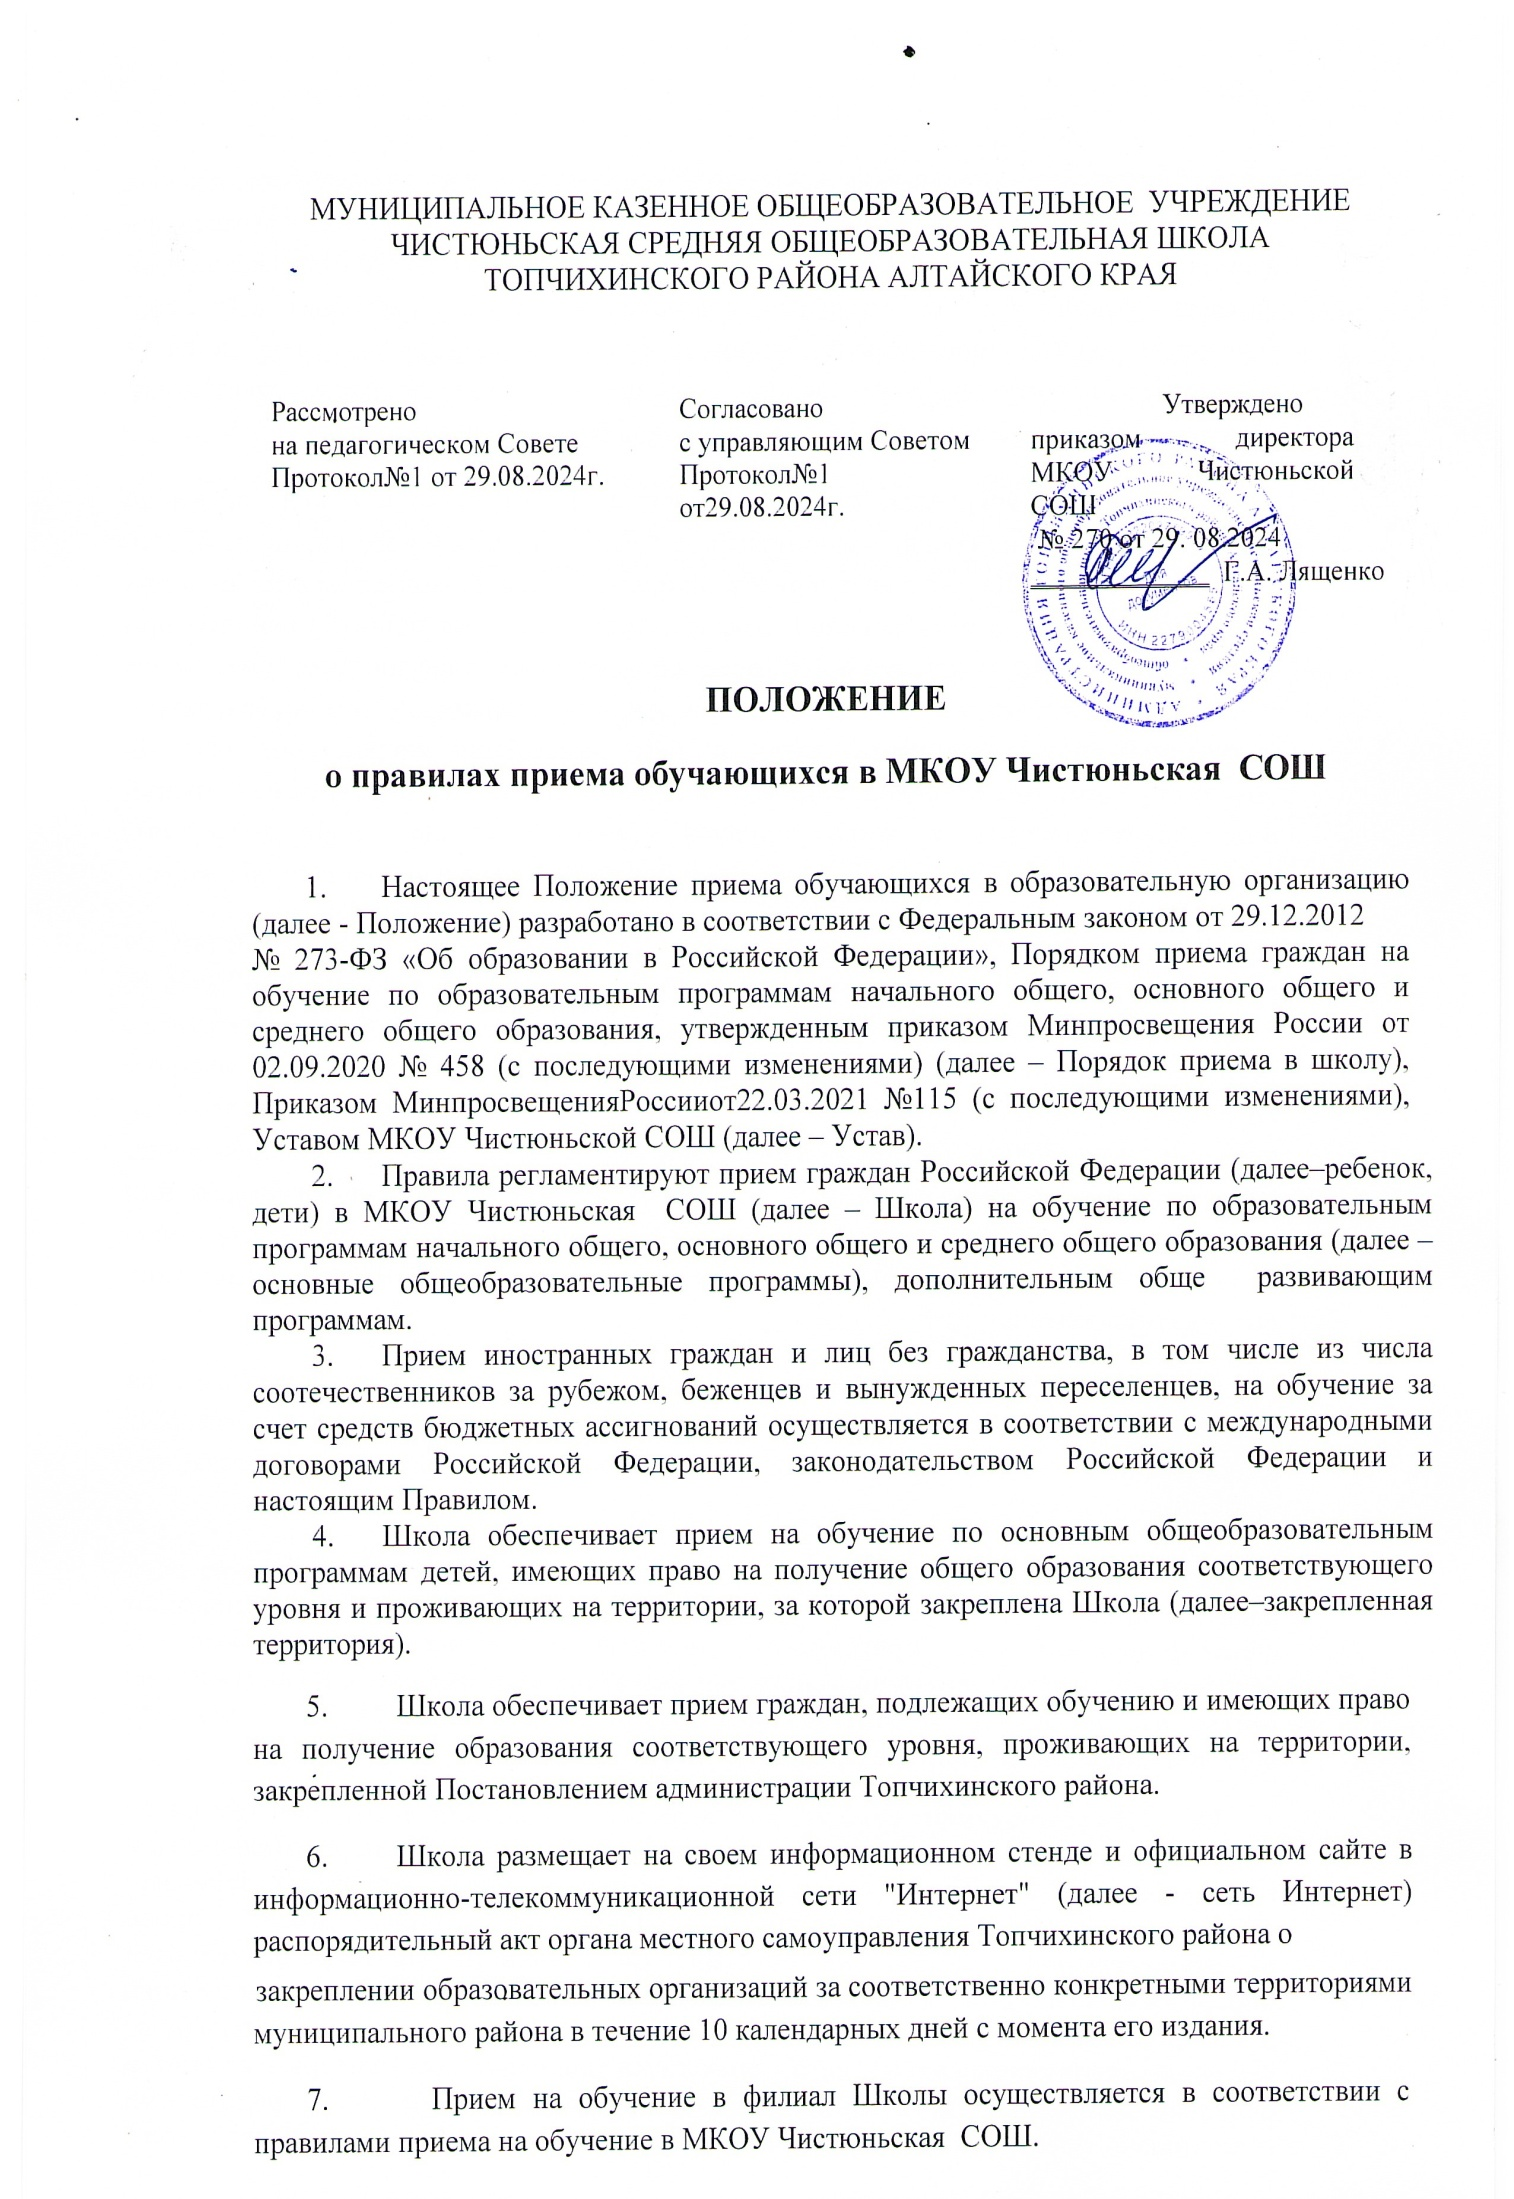 МУНИЦИПАЛЬНОЕ КАЗЕННОЕ ОБЩЕОБРАЗОВАТЕЛЬНОЕ УЧРЕЖДЕНИЕ
ЧИСТЮНЬСКАЯ СРЕДНЯЯ ОБЩЕОБРАЗОВАТЕЛЬНАЯ ШКОЛА
ТОПЧИХИНСКОГО РАЙОНА АЛТАЙСКОГО КРАЯ
Рассмотрено
на педагогическом Совете
Протокол№1 от 29.08.2024г.
Согласовано
с управляющим Советом
Протокол№1
от29.08.2024г.
Утверждено
приказом директора
МКОУ Чистюньской
СОШ
№ 270 от 29. 08.2024
Г.А. Лященко
ПОЛОЖЕНИЕ
о правилах приема обучающихся в МКОУ Чистюньская СОШ
1. Настоящее Положение приема обучающихся в образовательную организацию
(далее - Положение) разработано в соответствии с Федеральным законом от 29.12.2012
№ 273-ФЗ «Об образовании в Российской Федерации», Порядком приема граждан на
обучение по образовательным программам начального общего, основного общего и
среднего общего образования, утвержденным приказом Минпросвещения России от
02.09.2020 № 458 (с последующими изменениями) (далее – Порядок приема в школу),
Приказом МинпросвещенияРоссииот22.03.2021 №115 (с последующими изменениями),
Уставом МКОУ Чистюньской СОШ (далее – Устав).
2. Правила регламентируют прием граждан Российской Федерации (далее–ребенок,
дети) в МКОУ Чистюньская СОШ (далее – Школа) на обучение по образовательным
программам начального общего, основного общего и среднего общего образования (далее –
основные общеобразовательные программы), дополнительным обще развивающим
программам.
3. Прием иностранных граждан и лиц без гражданства, в том числе из числа
соотечественников за рубежом, беженцев и вынужденных переселенцев, на обучение за
счет средств бюджетных ассигнований осуществляется в соответствии с международными
договорами Российской Федерации, законодательством Российской Федерации и
настоящим Правилом.
4. Школа обеспечивает прием на обучение по основным общеобразовательным
программам детей, имеющих право на получение общего образования соответствующего
уровня и проживающих на территории, за которой закреплена Школа (далее–закрепленная
территория).
5. Школа обеспечивает прием граждан, подлежащих обучению и имеющих право
на получение образования соответствующего уровня, проживающих на территории,
закрепленной Постановлением администрации Топчихинского района.
6. Школа размещает на своем информационном стенде и официальном сайте в
информационно-телекоммуникационной сети "Интернет" (далее - сеть Интернет)
распорядительный акт органа местного самоуправления Топчихинского района о
закреплении образовательных организаций за соответственно конкретными территориями
муниципального района в течение 10 календарных дней с момента его издания.
7. Прием на обучение в филиал Школы осуществляется в соответствии с
правилами приема на обучение в МКОУ Чистюньская СОШ.